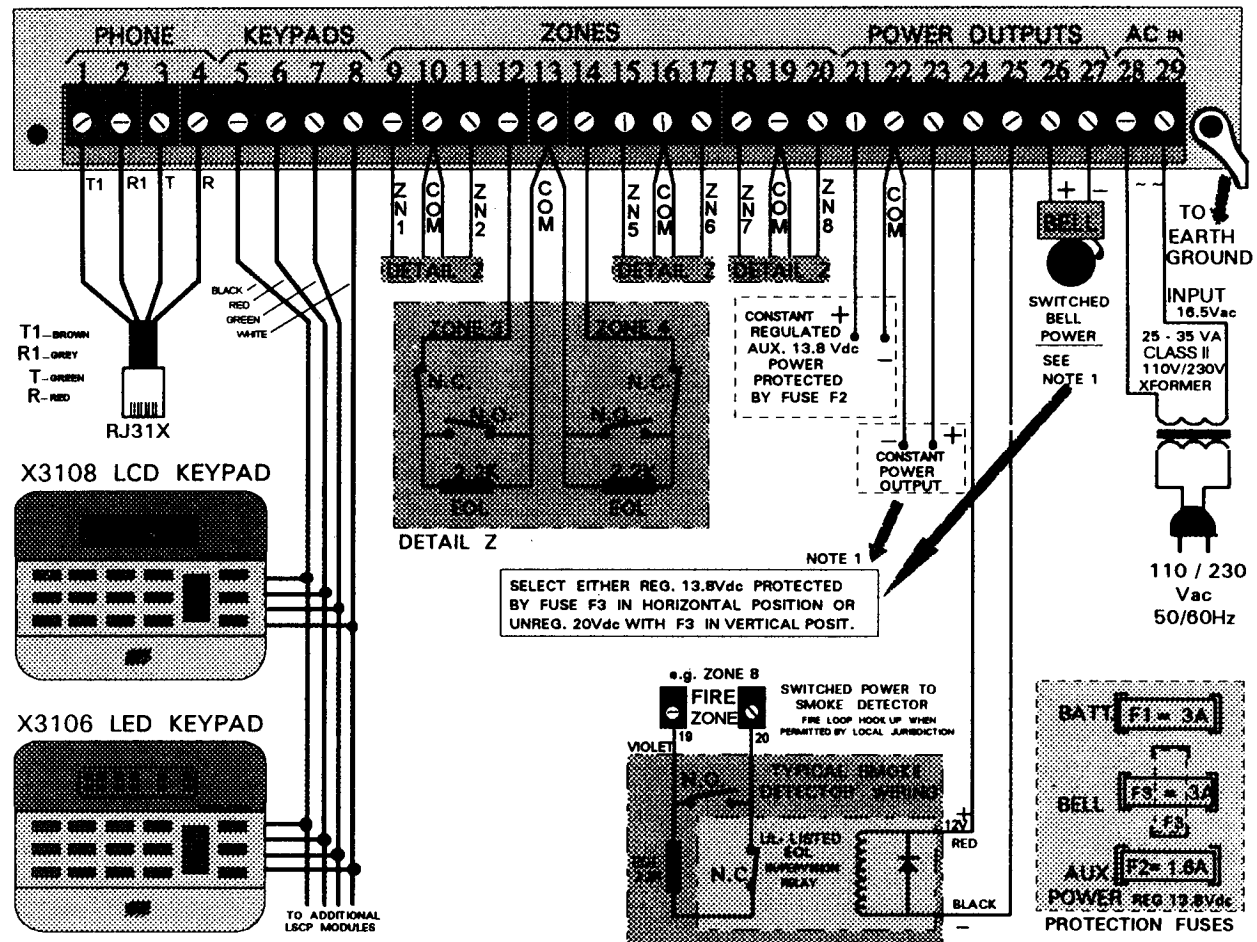 PHONE KEYPADS ZONES POWER OUTPUTS AC IN
1 2 3 4 5 6 7 8 9 10 11 12 13 14 15 16 17 18 19 20 21 22 23 24 25 26 27 28 29
T1 R1 T R
ZN1
COM
ZN2
COM
ZN5
COM
ZN6
ZN7
COM
ZN8
COM
+ -
BELL
~ ~
TO
EARTH
GROUND
DETAIL Z
DETAIL Z
DETAIL Z
BLACK
RED
GREEN
WHITE
T1-BROWN
R1-GREY
T-GREEN
R-RED
RJ31X
ZONE 3
N.C.
N.O.
2.2K
EOL
ZONE 4
N.C.
N.O.
2.2K
EOL
DETAIL Z
CONSTANT +
REGULATED
AUX. 13.8 Vdc
POWER -
PROTECTED
BY FUSE F2
- +
CONSTANT
POWER
OUTPUT
SWITCHED
BELL
POWER
SEE
NOTE 1
INPUT
16.5Vac
25 - 35 VA
CLASS II
110V/230V
XFORMER
110 / 230
Vac
50/60Hz
NOTE 1
SELECT EITHER REG. 13.8Vdc PROTECTED
BY FUSE F3 IN HORIZONTAL POSITION OR
UNREG. 20Vdc WITH F3 IN VERTICAL POSIT.
X3108 LCD KEYPAD
X3106 LED KEYPAD
TO ADDITIONAL
LSCP MODULES
e.g. ZONE 8
FIRE
ZONE
19 20
SWITCHED POWER TO
SMOKE DETECTOR
FIRE LOOP HOOK UP WHEN
PERMITTED BY LOCAL JURISDICTION
VIOLET
TYPICAL SMOKE
DETECTOR WIRING
N.O.
N.C.
UL- LISTED
EOL
SUPERVISION
RELAY
+
12V
RED
BLACK
-
BATT. F1 = 3A
BELL F3 = 3A
F3
AUX. F2= 1.6A
POWER REG 13.8Vdc
PROTECTION FUSES